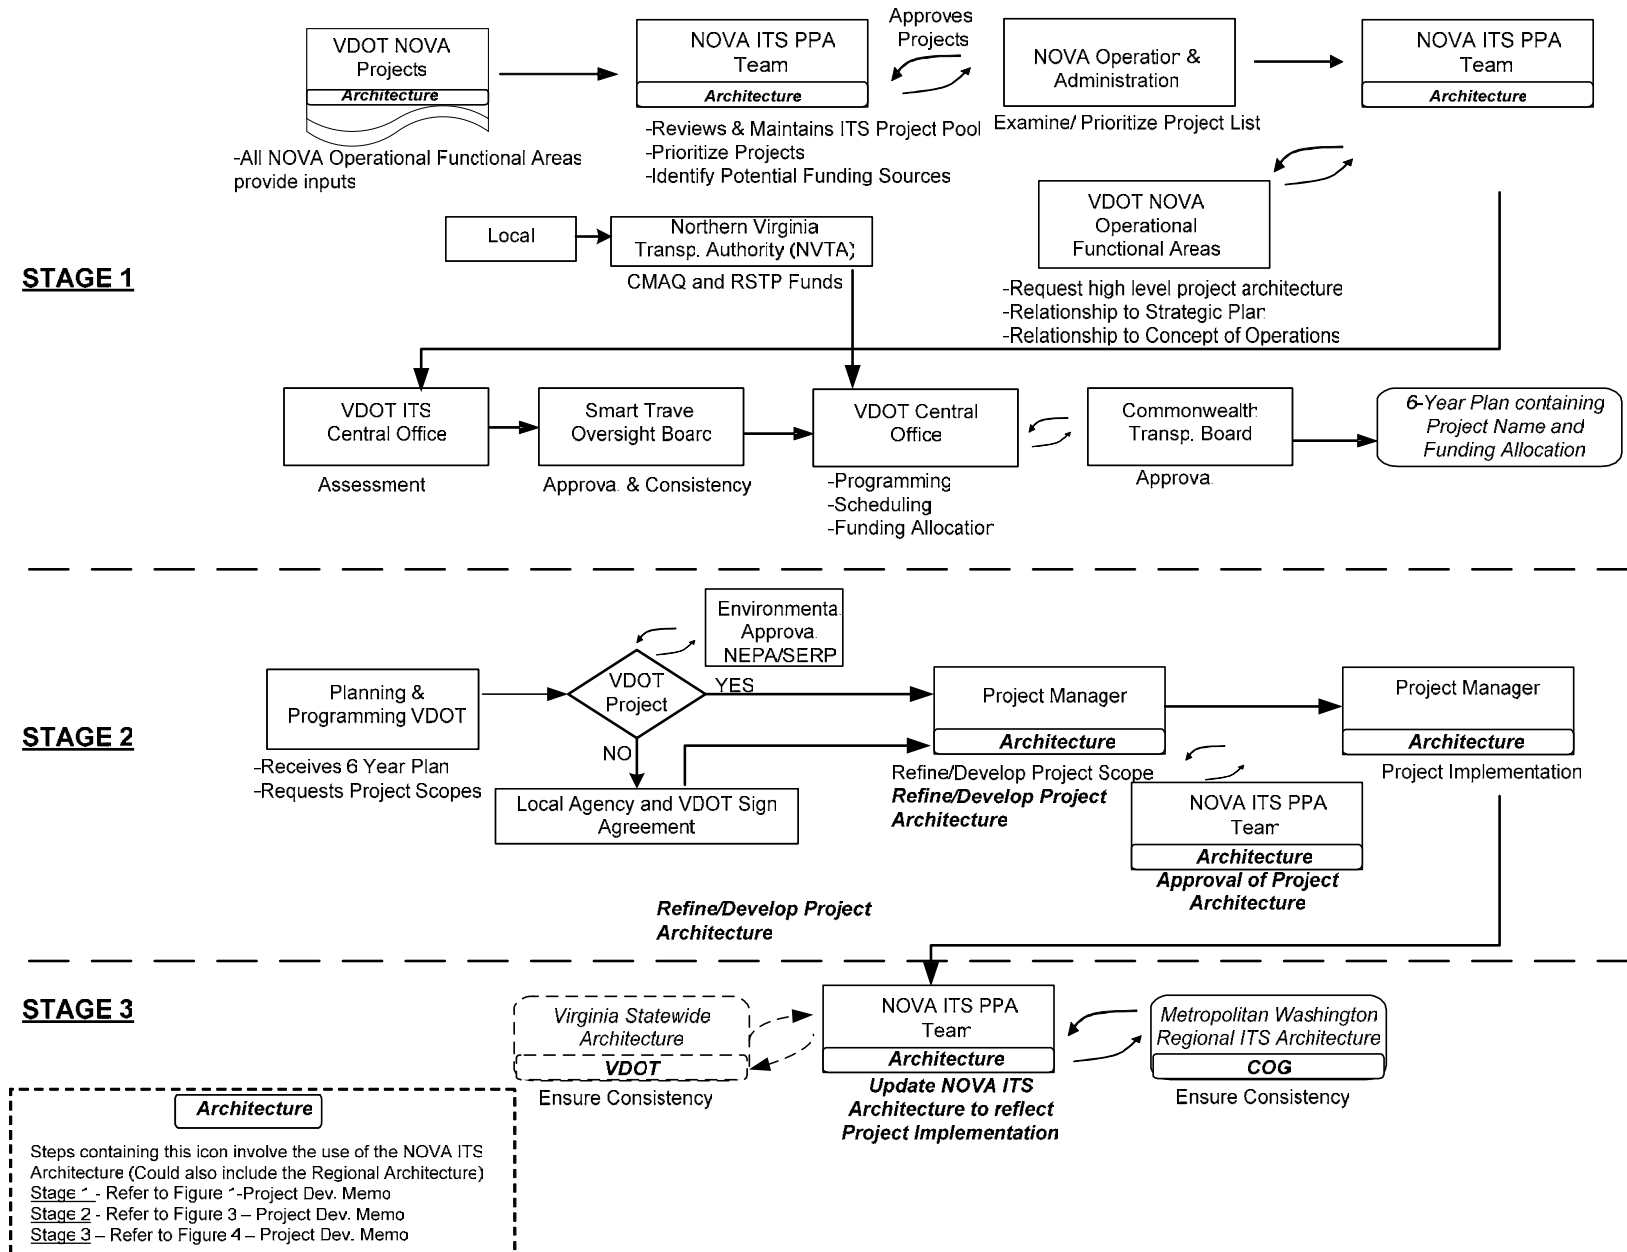 VDOT NOVA
Projects
Architecture
-All NOVA Operational Functional Areas
provide inputs
NOVA ITS PPA
Team
Architecture
-Reviews & Maintains ITS Project Pool
-Prioritize Projects
-Identify Potential Funding Sources
Approves
Projects
NOVA Operation &
Administration
Examine/ Prioritize Project List
NOVA ITS PPA
Team
Architecture
VDOT NOVA
Operational
Functional Areas
-Request high level project architecture
-Relationship to Strategic Plan
-Relationship to Concept of Operations
Local
Northern Virginia
Transp. Authority (NVTA)
CMAQ and RSTP Funds
STAGE 1
VDOT ITS
Central Office
Assessment
Smart Trave
Oversight Board
Approva. & Consistency
VDOT Central
Office
-Programming
-Scheduling
-Funding Allocation
Commonwealth
Transp. Board
Approva.
6-Year Plan containing
Project Name and
Funding Allocation
STAGE 2
Planning &
Programming VDOT
-Receives 6 Year Plan
-Requests Project Scopes
VDOT
Project
Environmenta.
Approva.
NEPA/SERP
YES
NO
Local Agency and VDOT Sign
Agreement
Project Manager
Architecture
Refine/Develop Project Scope
Refine/Develop Project
Architecture
Project Manager
Architecture
Project Implementation
NOVA ITS PPA
Team
Architecture
Approval of Project
Architecture
Refine/Develop Project
Architecture
STAGE 3
Virginia Statewide
Architecture
VDOT
Ensure Consistency
NOVA ITS PPA
Team
Architecture
Update NOVA ITS
Architecture to reflect
Project Implementation
Metropolitan Washington
Regional ITS Architecture
COG
Ensure Consistency
Architecture
Steps containing this icon involve the use of the NOVA ITS
Architecture (Could also include the Regional Architecture)
Stage 1 - Refer to Figure 1-Project Dev. Memo
Stage 2 - Refer to Figure 3 – Project Dev. Memo
Stage 3 – Refer to Figure 4 – Project Dev. Memo